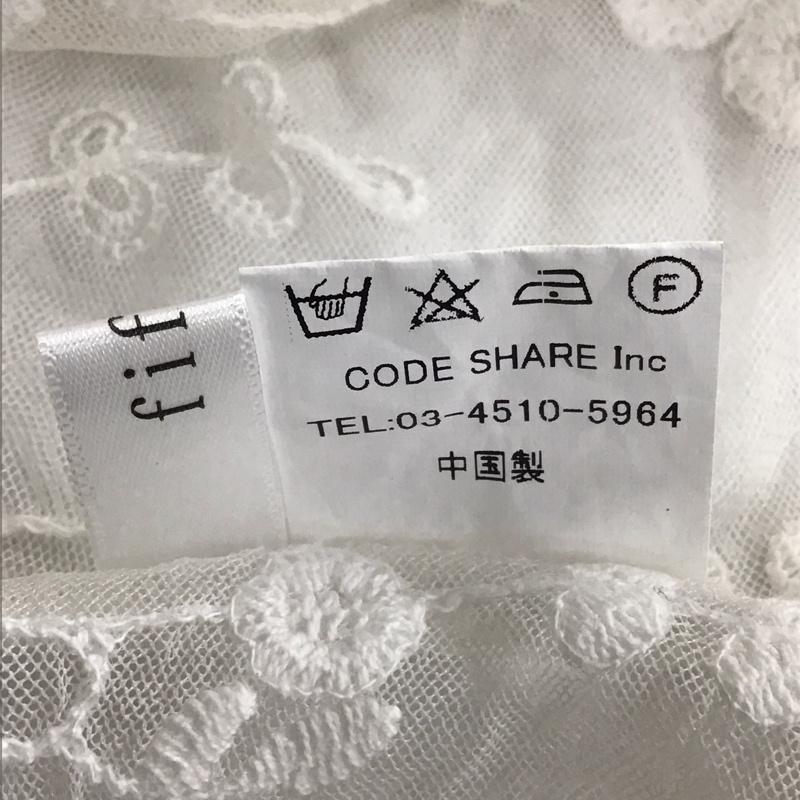 fif
F
CODE SHARE Inc
TEL:03-4510-5964
中国製